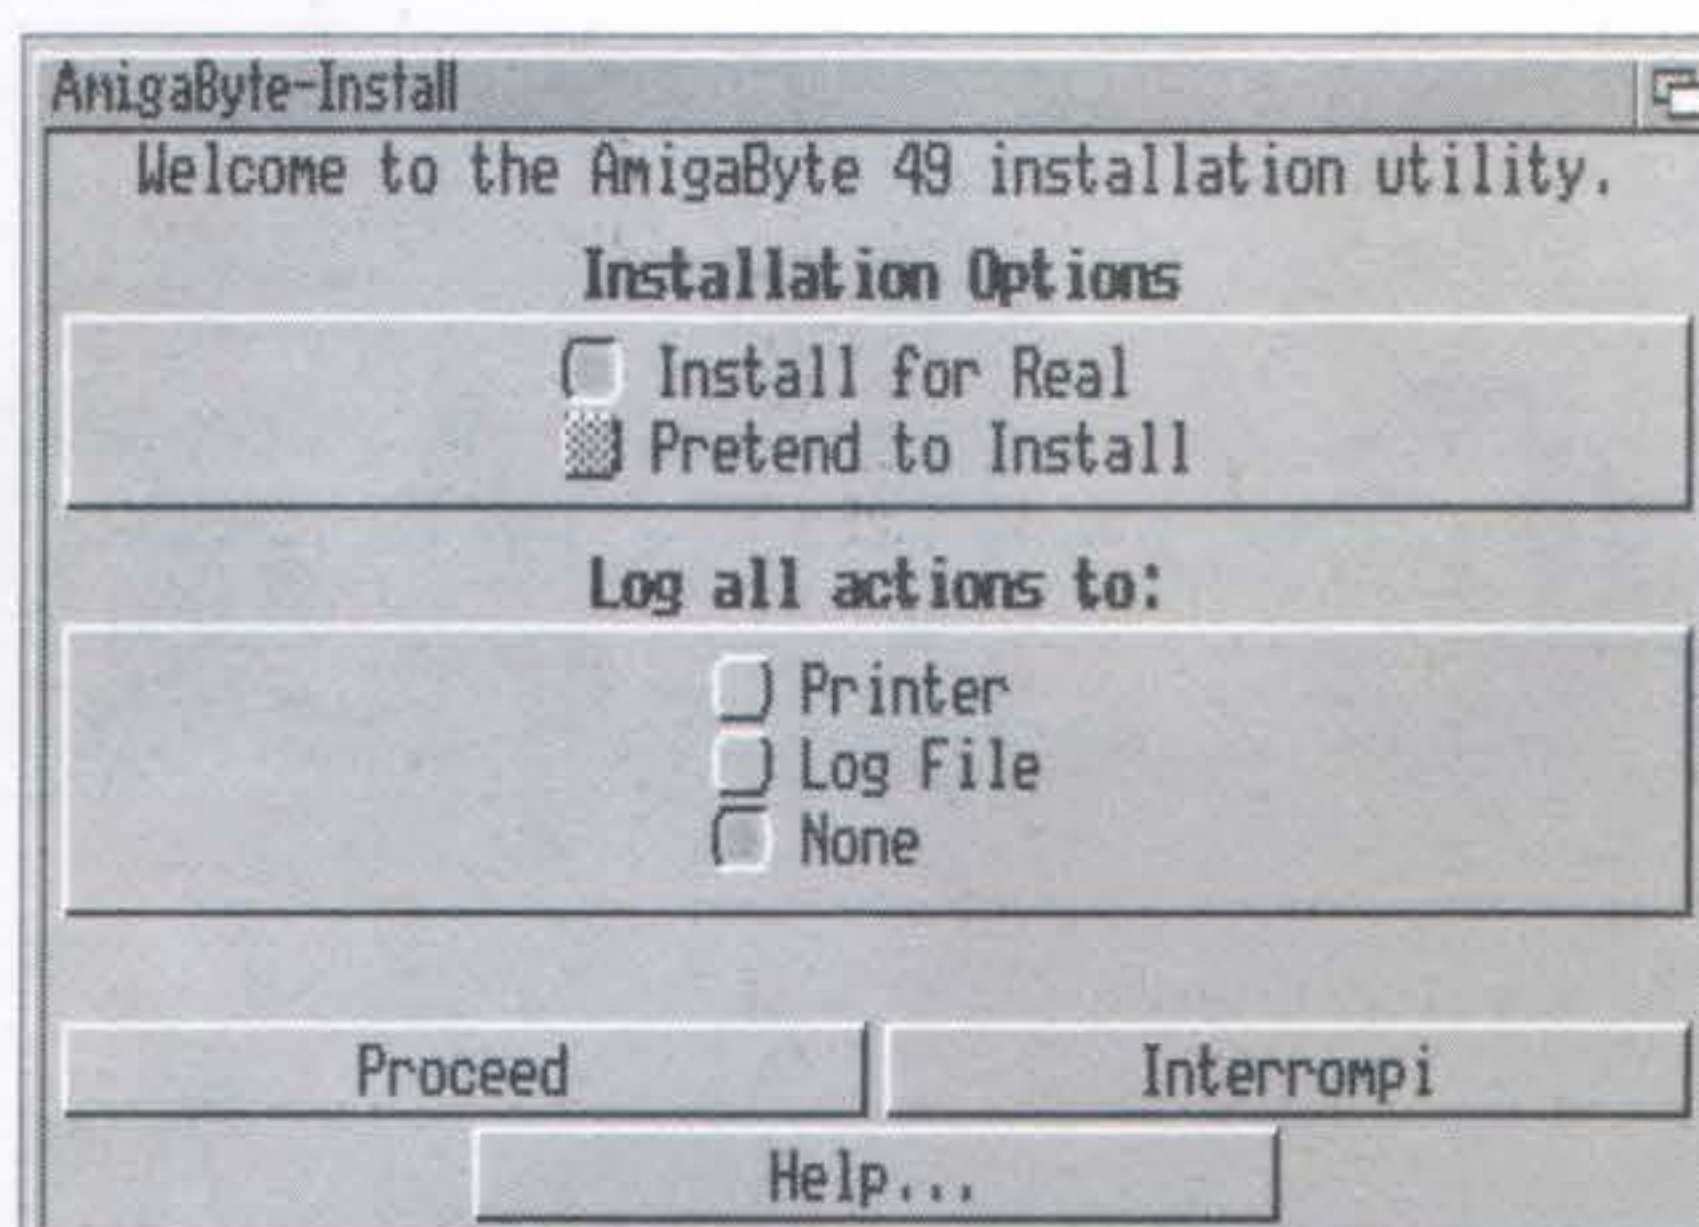 AmigaByte-Install
Welcome to the AmigaByte 49 installation utility.
Installation Options
Install for Real
Pretend to Install
Log all actions to:
Printer
Log File
None
Proceed
Interrompi
Help...